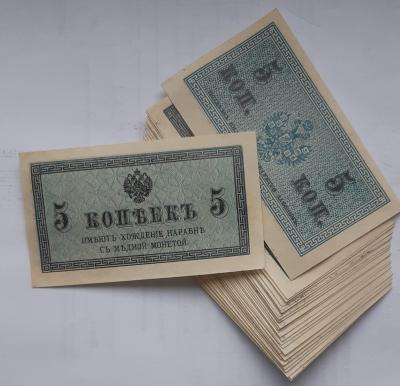 5 КОПѢЕКЪ 5
ИМѢЮТЪ ХОЖДЕНІЕ НАРАВНѢ
СЪ МѢДНОЙ МОНЕТОЙ.
5 КОП.
5 КОП.